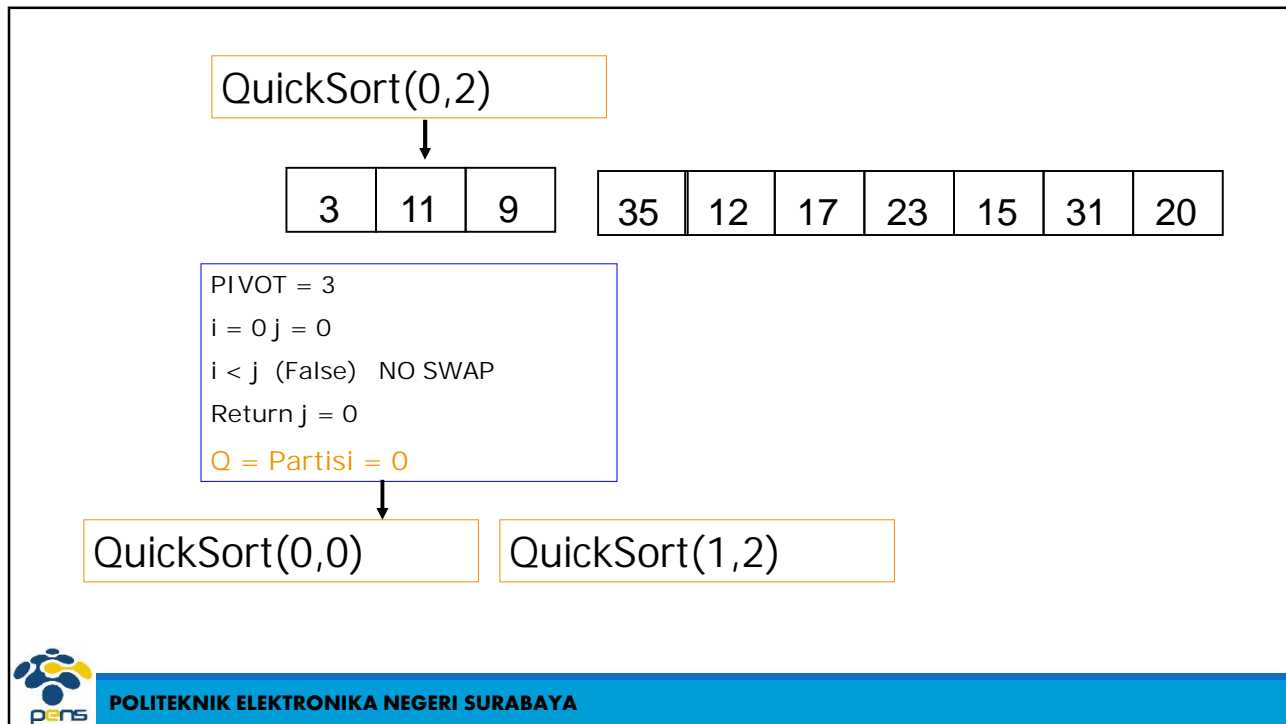 QuickSort(0,2)
3 11 9 35 12 17 23 15 31 20
PIVOT = 3
i = 0 j = 0
i < j (False) NO SWAP
Return j = 0
Q = Partisi = 0
QuickSort(0,0) QuickSort(1,2)
pens
POLITEKNIK ELEKTRONIKA NEGERI SURABAYA